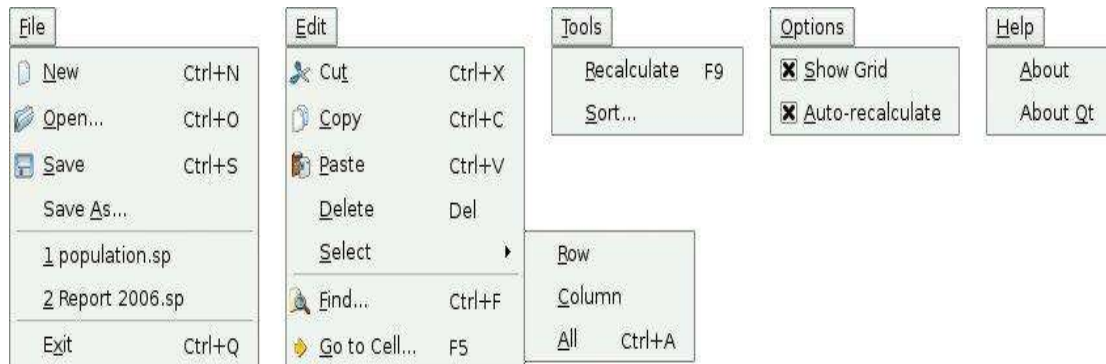 File
New Ctrl+N
Open... Ctrl+O
Save Ctrl+S
Save As...
1 population.sp
2 Report 2006.sp
Exit Ctrl+Q
Edit
Cut Ctrl+X
Copy Ctrl+C
Paste Ctrl+V
Delete Del
Select
Find... Ctrl+F
Go to Cell... F5
Row
Column
All Ctrl+A
Tools
Recalculate F9
Sort...
Options
Show Grid
Auto-recalculate
Help
About
About Qt